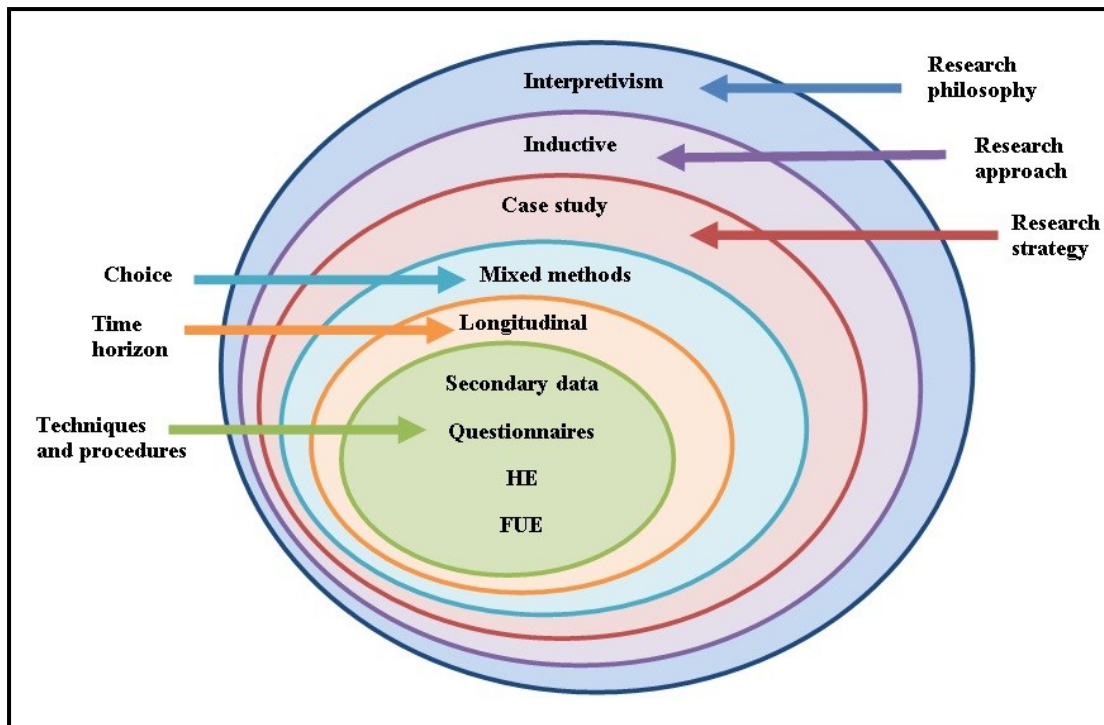 Interpretivism
Research
philosophy
Inductive
Research
approach
Case study
Research
strategy
Choice
Mixed methods
Time
horizon
Longitudinal
Secondary data
Techniques
and procedures
Questionnaires
HE
FUE